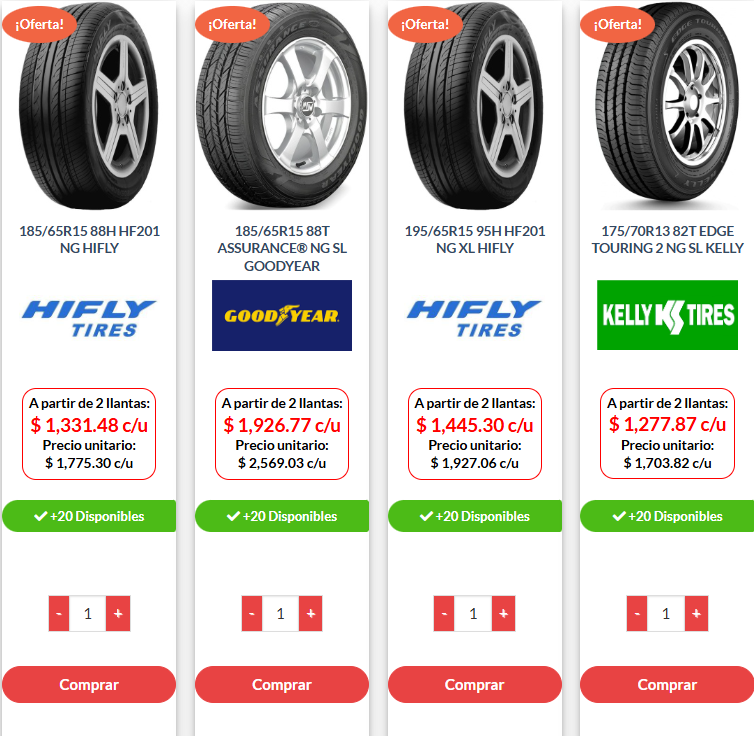 ¡Oferta!
185/65R15 88H HF201
NG HIFLY
HIFLY
TIRES
A partir de 2 llantas:
$ 1,331.48 c/u
Precio unitario:
$ 1,775.30 c/u
+20 Disponibles
- 1 +
Comprar
¡Oferta!
185/65R15 88T
ASSURANCE® NG SL
GOODYEAR
GOODYEAR
A partir de 2 llantas:
$ 1,926.77 c/u
Precio unitario:
$ 2,569.03 c/u
+20 Disponibles
- 1 +
Comprar
¡Oferta!
195/65R15 95H HF201
NG XL HIFLY
HIFLY
TIRES
A partir de 2 llantas:
$ 1,445.30 c/u
Precio unitario:
$ 1,927.06 c/u
+20 Disponibles
- 1 +
Comprar
¡Oferta!
175/70R13 82T EDGE
TOURING 2 NG SL KELLY
KELLY TIRES
A partir de 2 llantas:
$ 1,277.87 c/u
Precio unitario:
$ 1,703.82 c/u
+20 Disponibles
- 1 +
Comprar